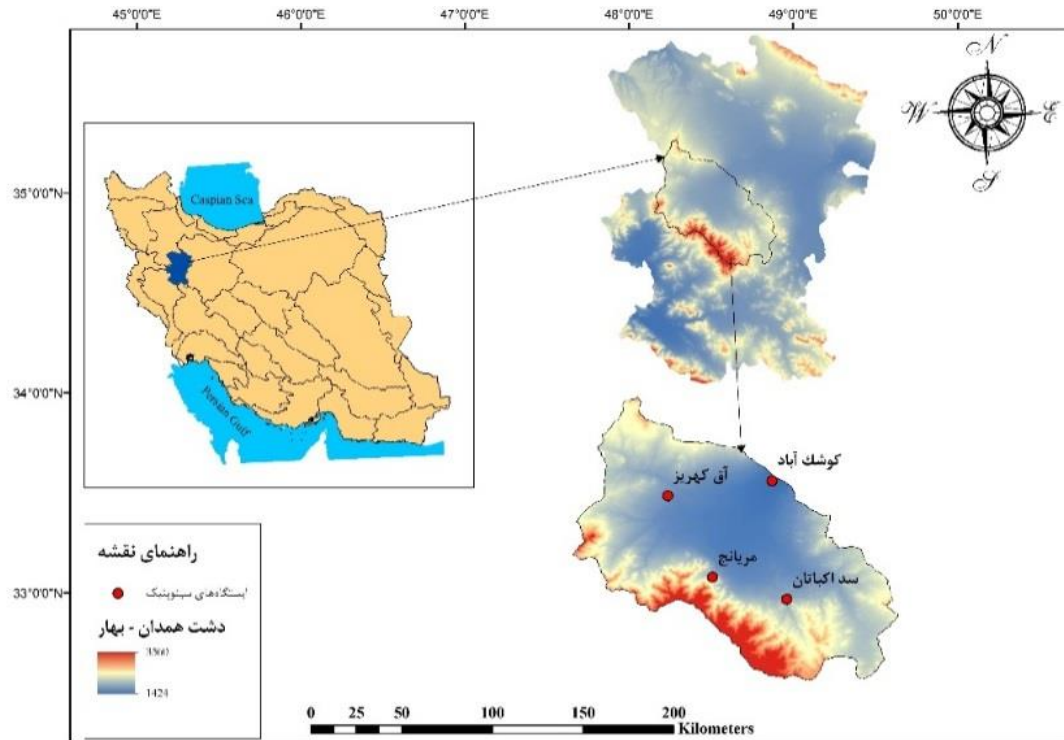 45°0'0"E 46°0'0"E 47°0'0"E 48°0'0"E 49°0'0"E 50°0'0"E
N
W
E
S
35°0'0"N
34°0'0"N
33°0'0"N
Caspian Sea
Persian Gulf
کوشك آباد
آق کهریز
مریانج
سد اکباتان
راهنمای نقشه
ایستگاه‌های سینوپتیک
دشت همدان - بهار
3560
1424
0 25 50 100 150 200
Kilometers